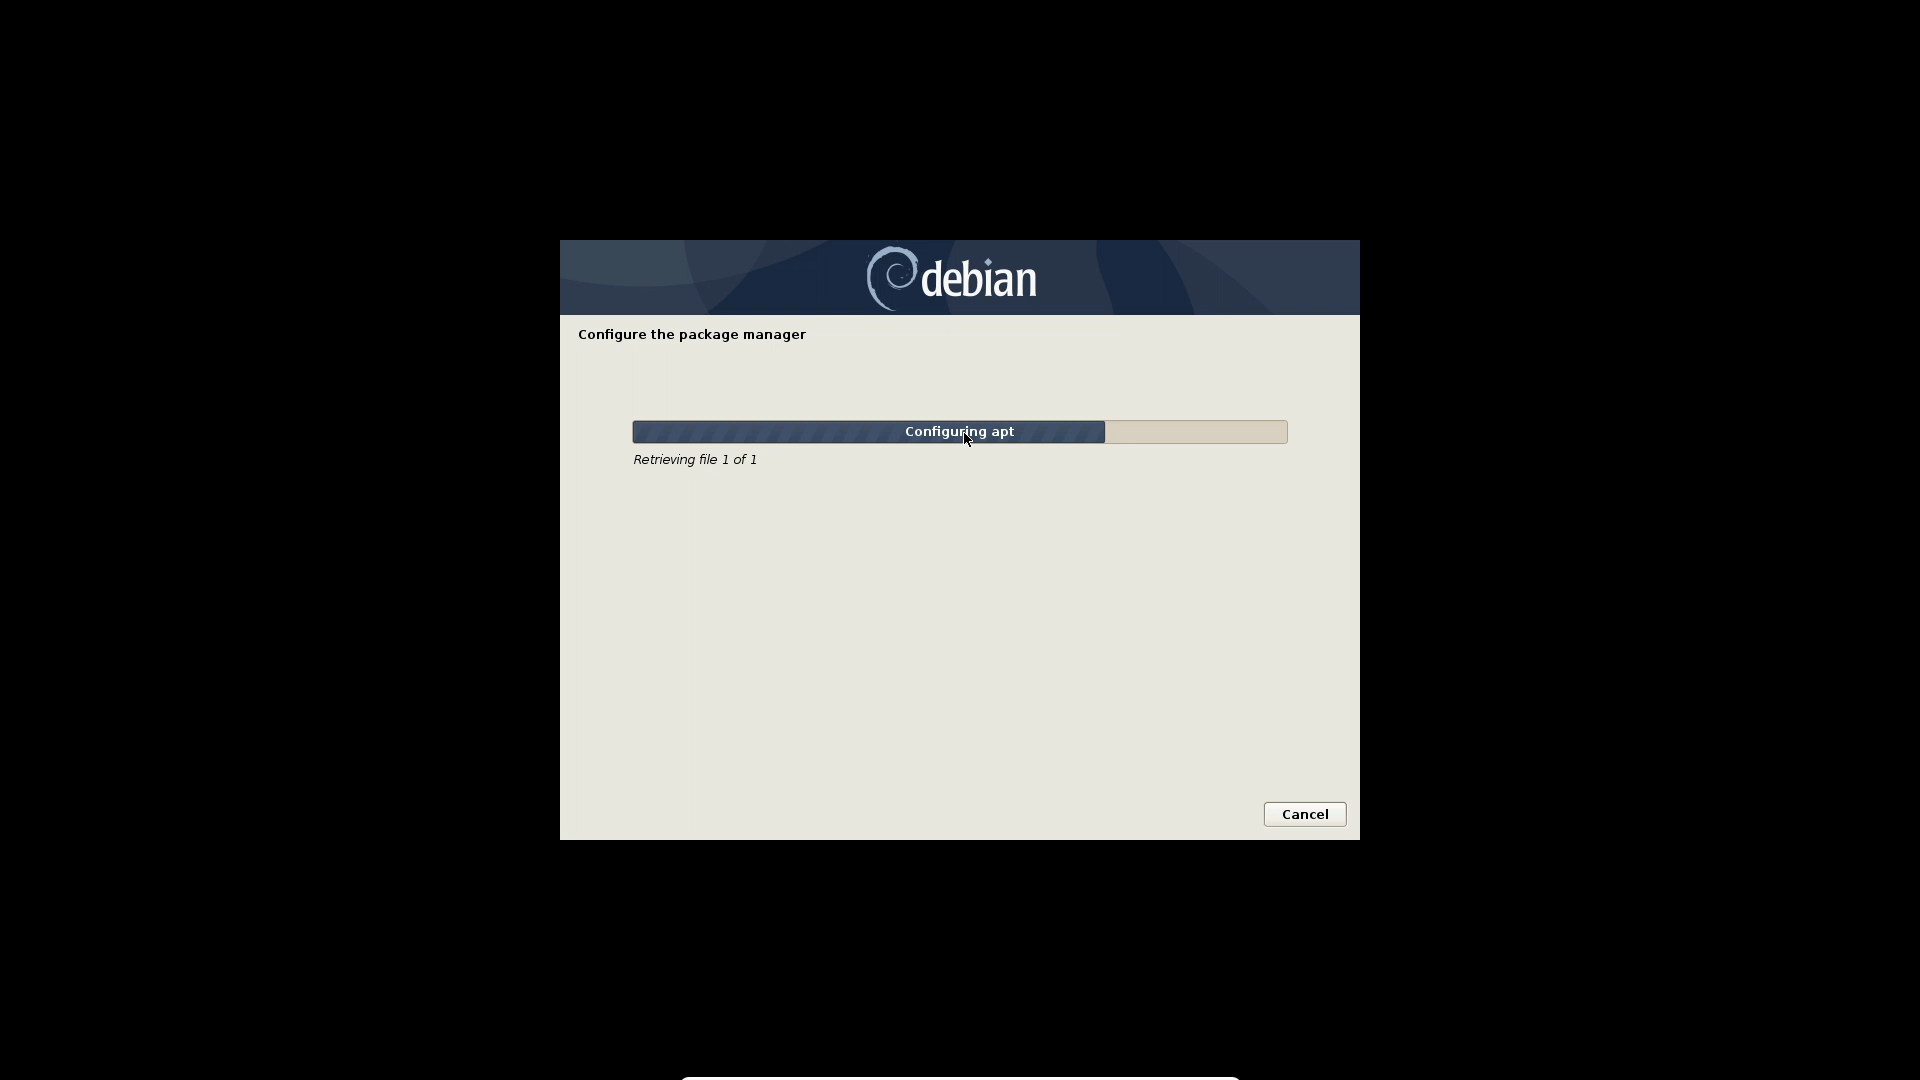 debian
Configure the package manager
Configuring apt
Retrieving file 1 of 1
Cancel